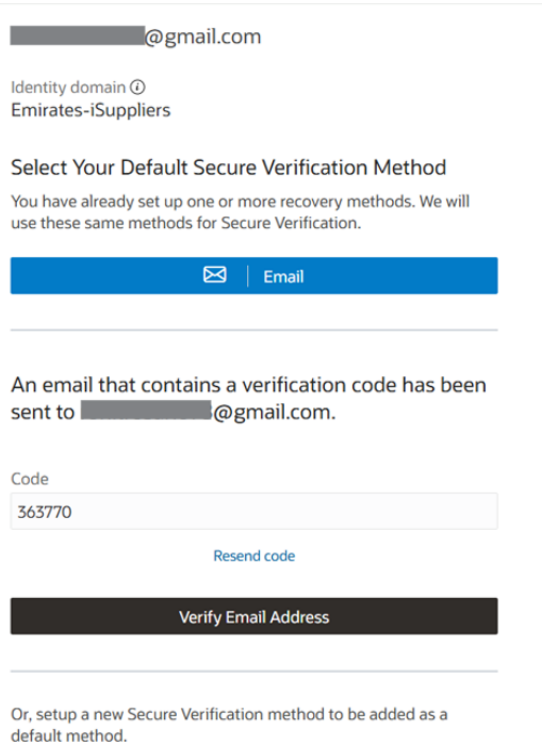 @gmail.com
Identity domain
Emirates-iSuppliers
Select Your Default Secure Verification Method
You have already set up one or more recovery methods. We will
use these same methods for Secure Verification.
Email
An email that contains a verification code has been
sent to @gmail.com.
Code
363770
Resend code
Verify Email Address
Or, setup a new Secure Verification method to be added as a
default method.